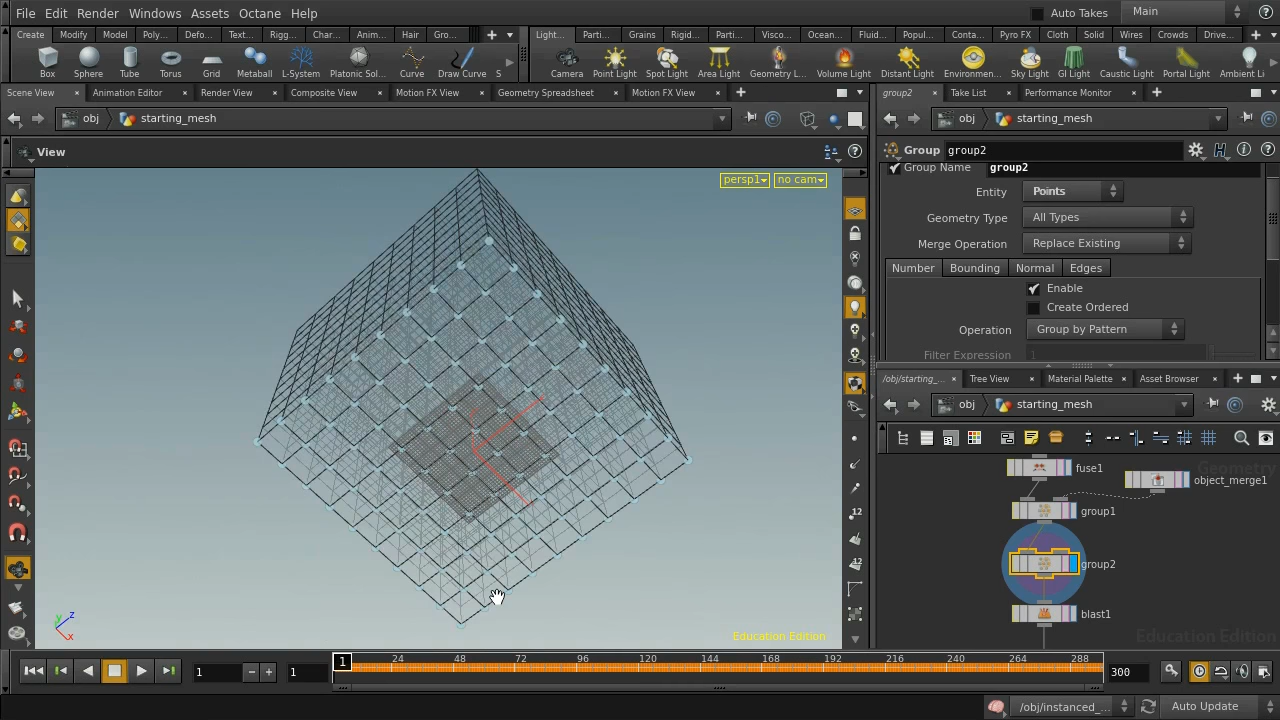 File Edit Render Windows Assets Octane Help
Auto Takes Main
Create Modify Model Poly... Defo... Text... Rigg... Char... Anim... Hair Gro...
Light... Parti... Grains Rigid... Parti... Visco... Ocean... Fluid... Popul... Conta... Pyro FX Cloth Solid Wires Crowds Drive...
Box Sphere Tube Torus Grid Metaball L-System Platonic Sol... Curve Draw Curve S
Camera Point Light Spot Light Area Light Geometry L... Volume Light Distant Light Environmen... Sky Light GI Light Caustic Light Portal Light Ambient Li
Scene View Animation Editor Render View Composite View Motion FX View Geometry Spreadsheet Motion FX View
group2 Take List Performance Monitor
obj starting_mesh
obj starting_mesh
View
Group group2
persp1 no cam
Group Name group2
Entity Points
Geometry Type All Types
Merge Operation Replace Existing
Number Bounding Normal Edges
Enable
Create Ordered
Operation Group by Pattern
Filter Expression
/obj/starting_... Tree View Material Palette Asset Browser
obj starting_mesh
12
12
Geometry
fuse1
object_merge1
group1
group2
blast1
Education Edition
Education Edition
y z x
1 1
1 24 48 72 96 120 144 168 192 216 240 264 288
300
/obj/instanced_... Auto Update